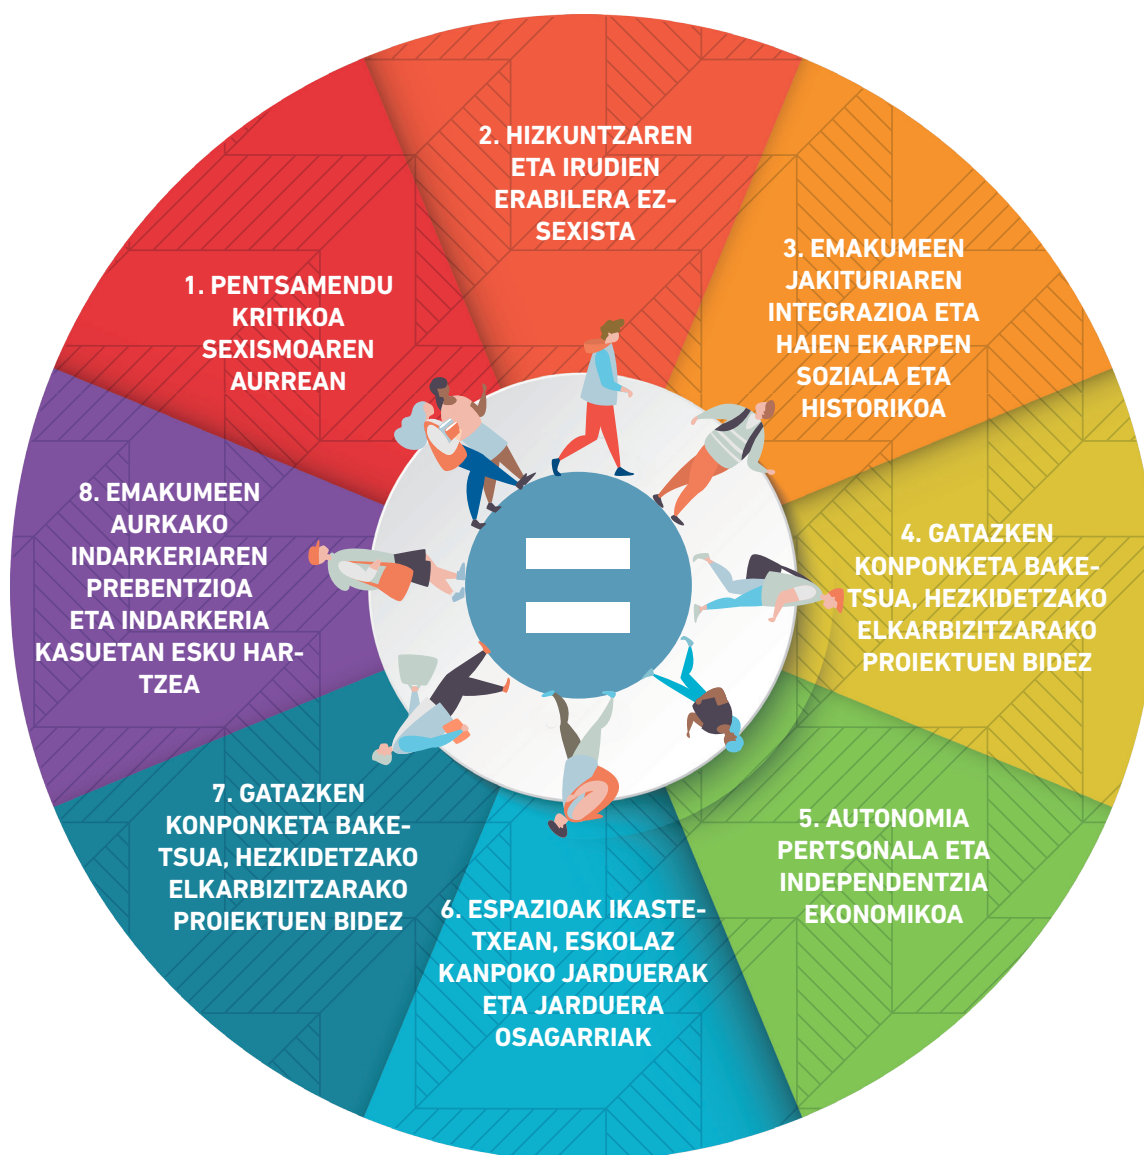 1. PENTSAMENDU
KRITIKOA
SEXISMOAREN
AURREAN
2. HIZKUNTZAREN
ETA IRUDIEN
ERABILERA EZ-
SEXISTA
3. EMAKUMEEN
JAKITURIAREN
INTEGRAZIOA ETA
HAIEN EKARPEN
SOZIALA ETA
HISTORIKOA
4. GATAZKEN
KONPONKETA BAKE-
TSUA, HEZKIDETZAKO
ELKARBIZITZARAKO
PROIEKTUEN BIDEZ
5. AUTONOMIA
PERTSONALA ETA
INDEPENDENTZIA
EKONOMIKOA
6. ESPAZIOAK IKASTE-
TXEAN, ESKOLAZ
KANPOKO JARDUERAK
ETA JARDUERA
OSAGARRIAK
7. GATAZKEN
KONPONKETA BAKE-
TSUA, HEZKIDETZAKO
ELKARBIZITZARAKO
PROIEKTUEN BIDEZ
8. EMAKUMEEN
AURKAKO
INDARKERIAREN
PREBENTZIOA
ETA INDARKERIA
KASUETAN ESKU HAR-
TZEA